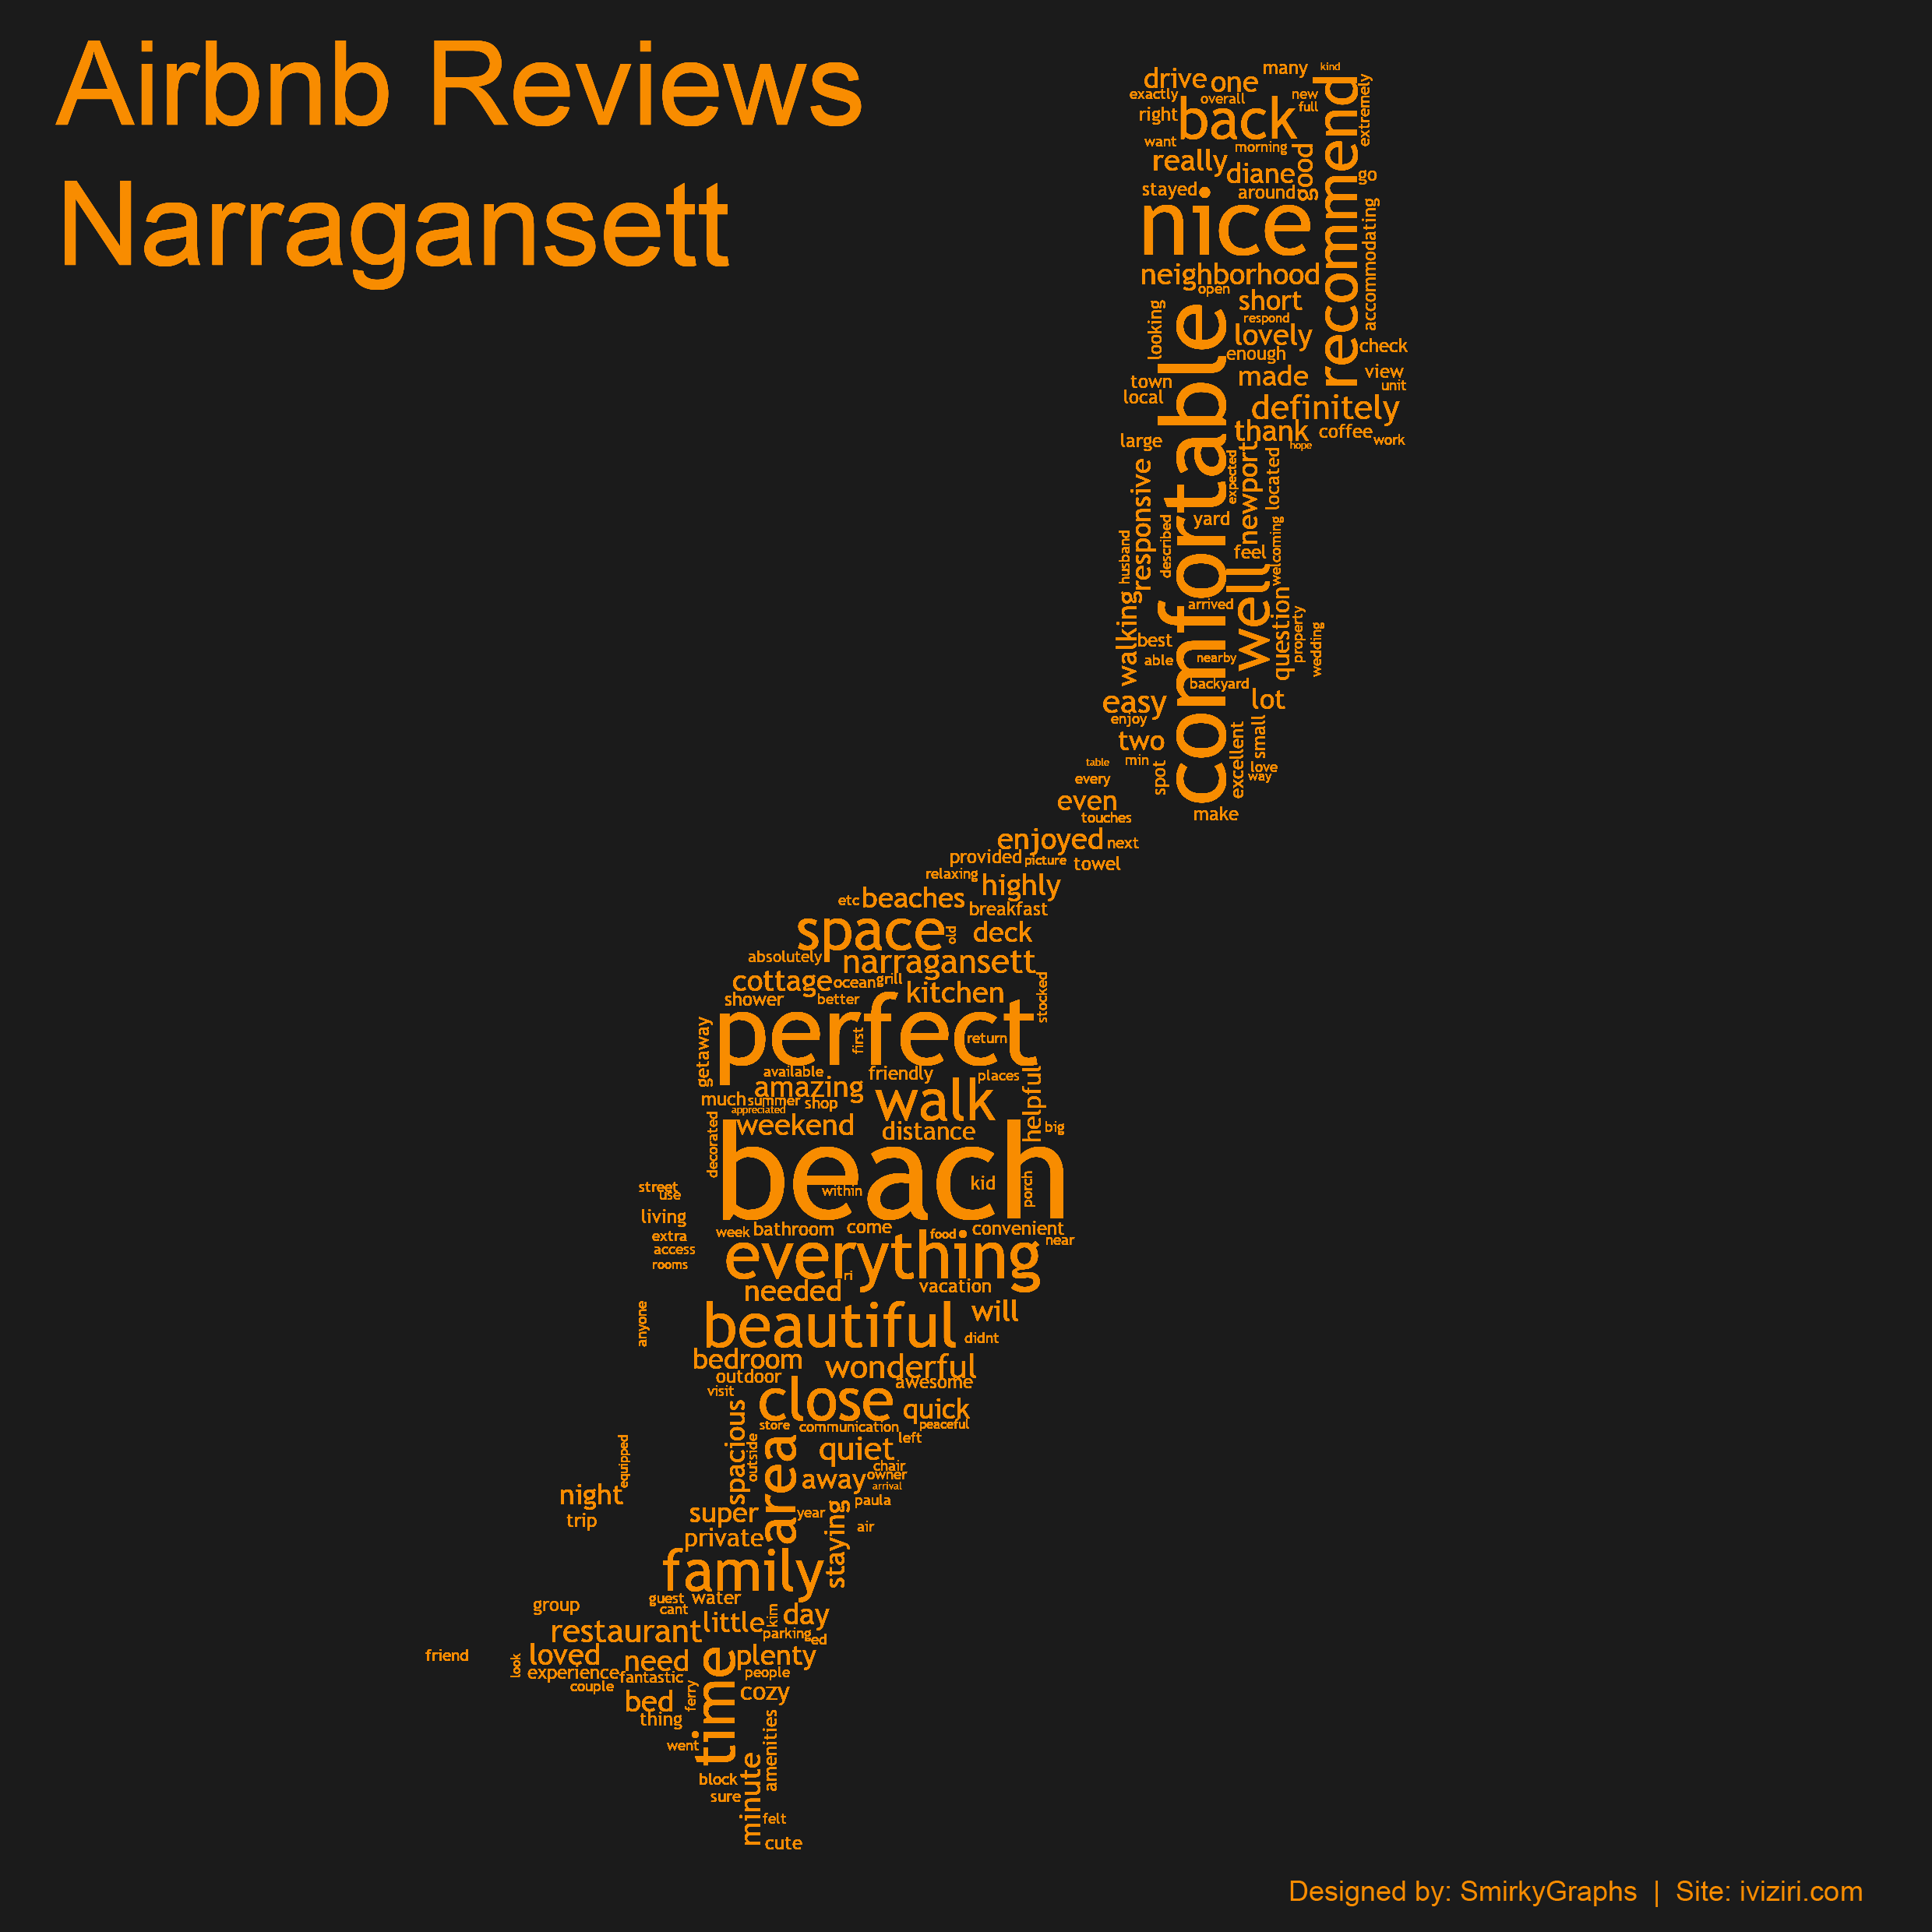 Airbnb Reviews
Narragansett
many kind
drive one
exactly overall new
right back full
extremely
recommend
want morning
really good
diane go
stayed around
nice
accommodating
neighborhood
open short
looking respond
lovely check
enough
comfortable
town made view
unit
local definitely
thank coffee work
large hope
responsive expected newport located
yard
described welcoming
husband feel
well
walking arrived question property
wedding
best
able nearby
backyard
easy lot
enjoy small
two excellent
table min spot love
every way
even make
touches
enjoyed next
provided picture towel
relaxing highly
etc beaches breakfast
space old deck
absolutely narragansett
cottage ocean grill
shower better kitchen stocked
perfect
getaway first return
available friendly places
amazing walk helpful
much summer shop
appreciated
weekend distance big
decorated
beach
street within kid porch
use
living
week bathroom come food convenient
extra near
access everything
rooms ri
needed vacation
beautiful will
anyone didnt
bedroom wonderful
outdoor awesome
visit close quick
spacious store communication peaceful
outside quiet left
area
equipped chair
away owner
arrival
night paula
super year
trip staying air
private
family
guest water
group cant kim day
restaurant little
parking ed
friend loved need plenty
look experience fantastic people
couple
bed ferry cozy
time
thing
amenities
went
minute
block
sure
felt
cute
Designed by: SmirkyGraphs | Site: iviziri.com